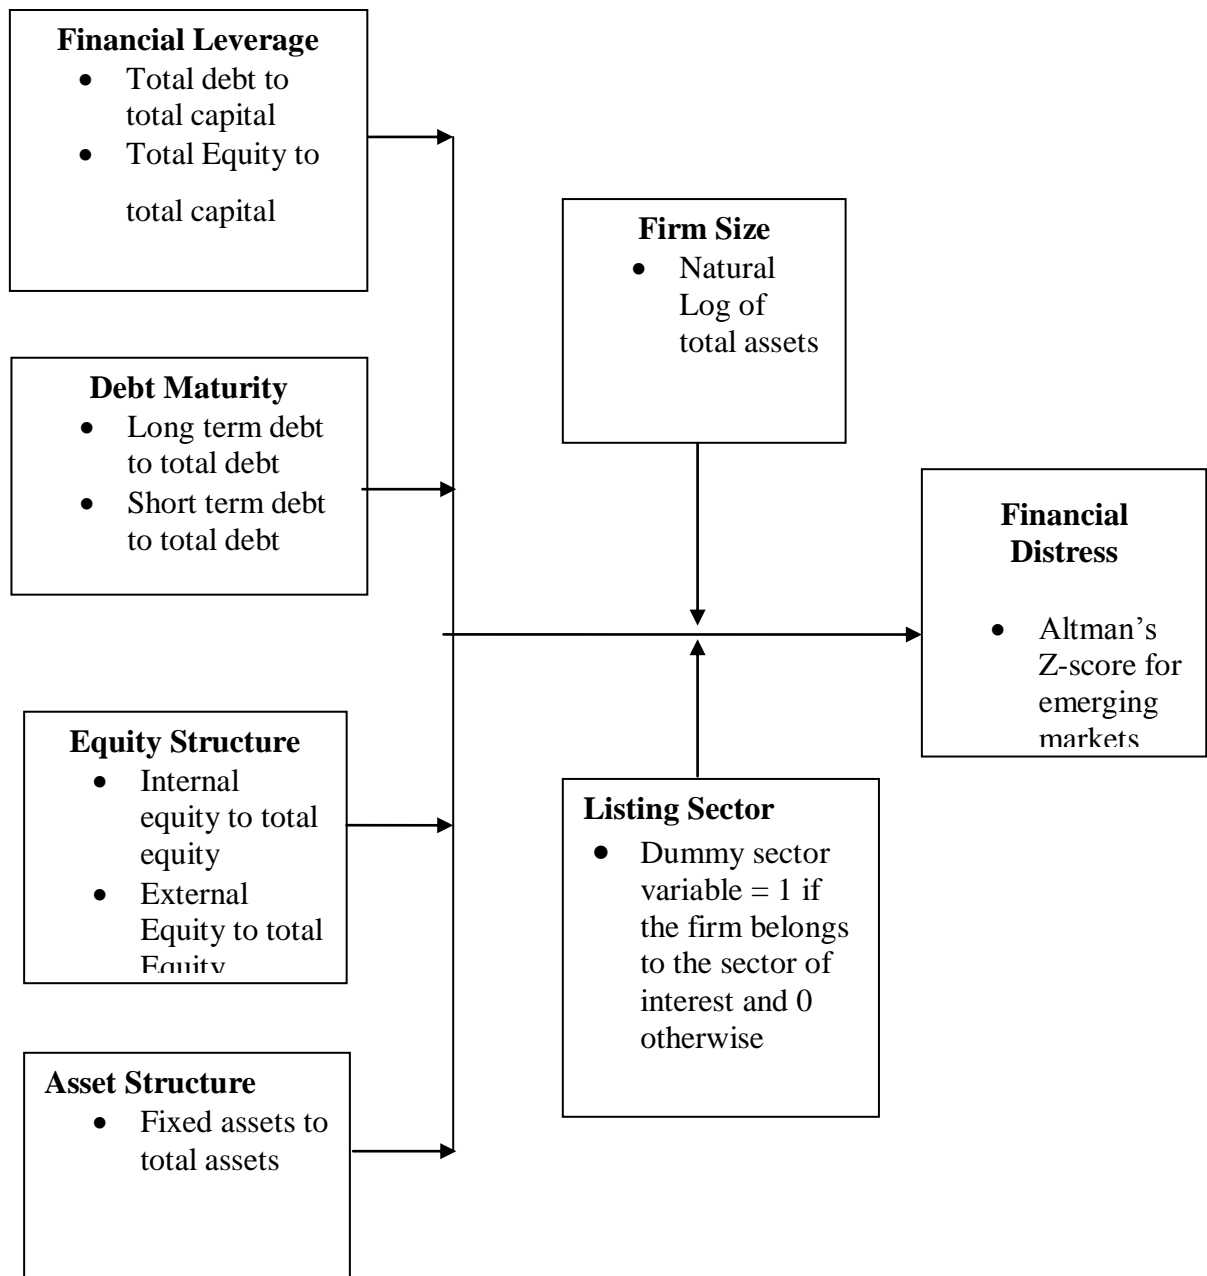 Financial Leverage
• Total debt to
total capital
• Total Equity to
total capital
Debt Maturity
• Long term debt
to total debt
• Short term debt
to total debt
Equity Structure
• Internal
equity to total
equity
• External
Equity to total
Equity
Asset Structure
• Fixed assets to
total assets
Firm Size
• Natural
Log of
total assets
Listing Sector
• Dummy sector
variable = 1 if
the firm belongs
to the sector of
interest and 0
otherwise
Financial
Distress
• Altman’s
Z-score for
emerging
markets